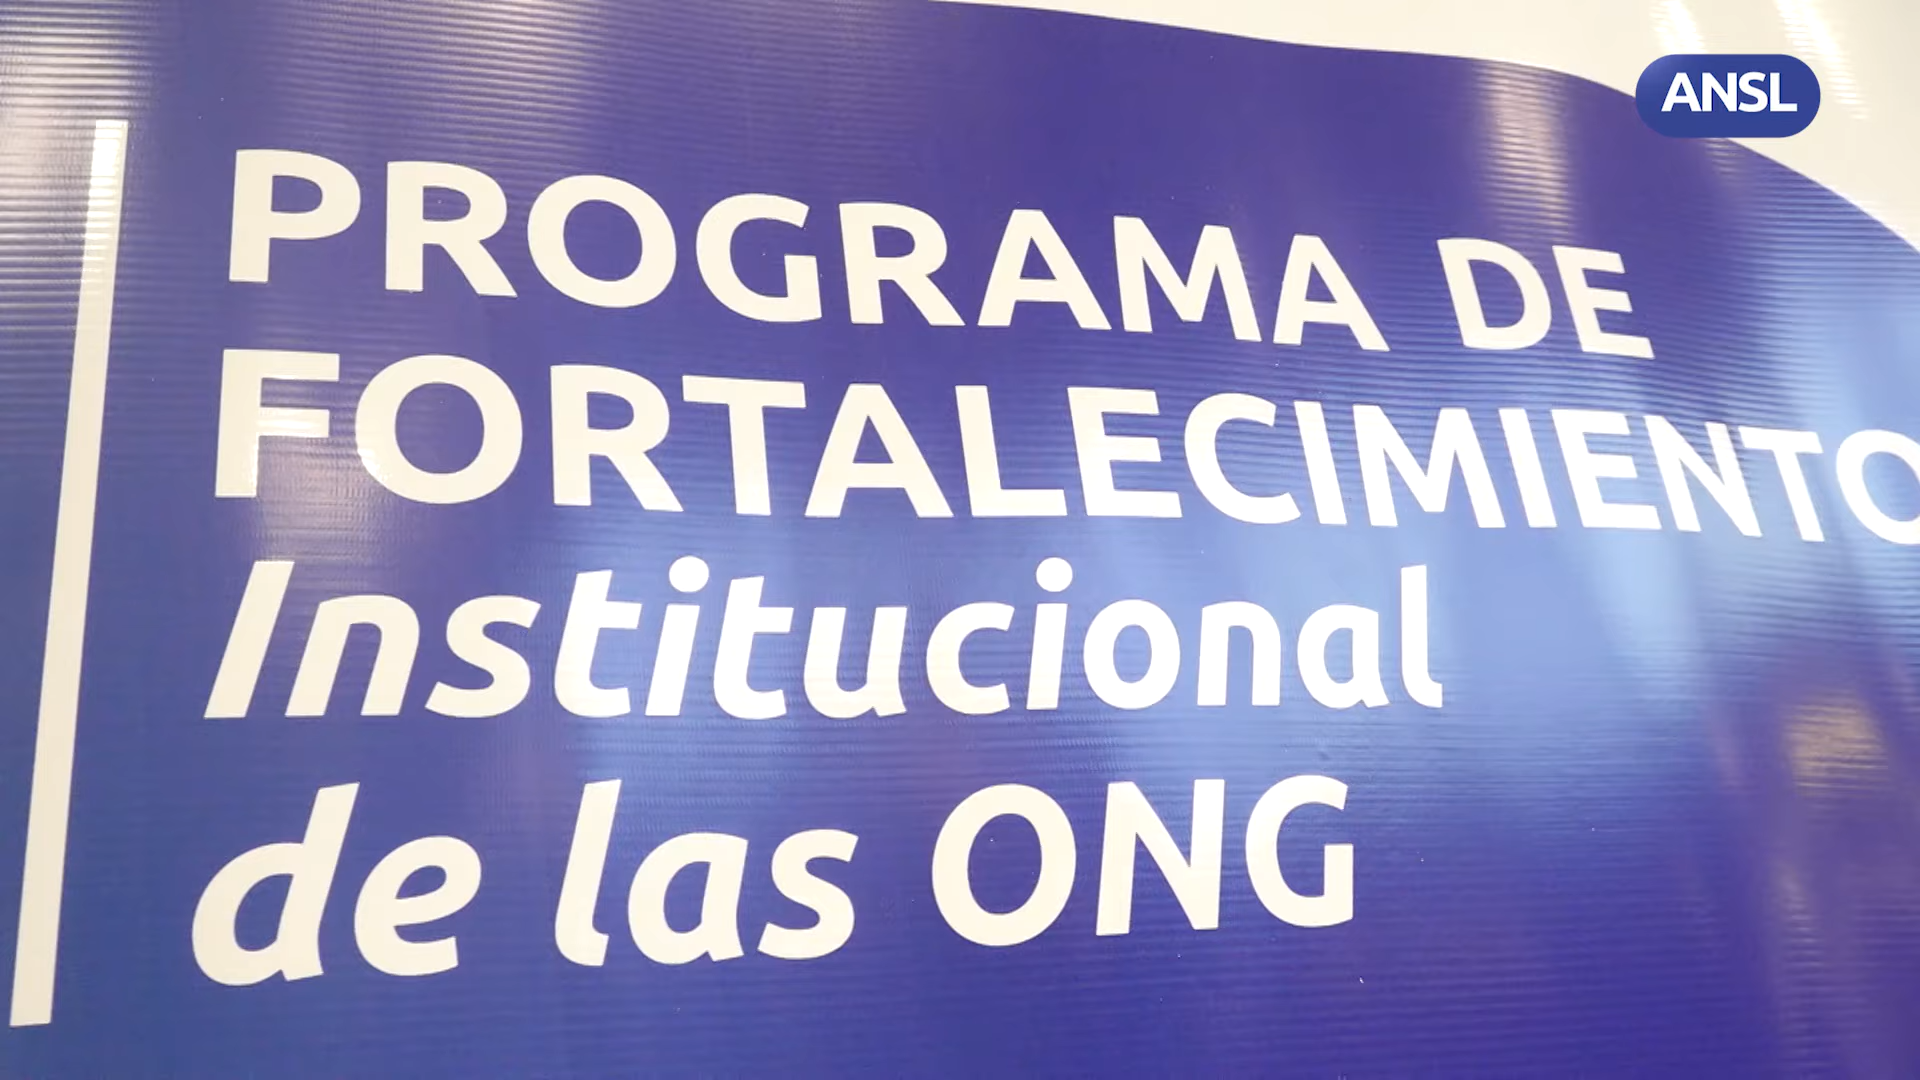 ANSL
PROGRAMA DE
FORTALECIMIENTO
Institucional
de las ONG